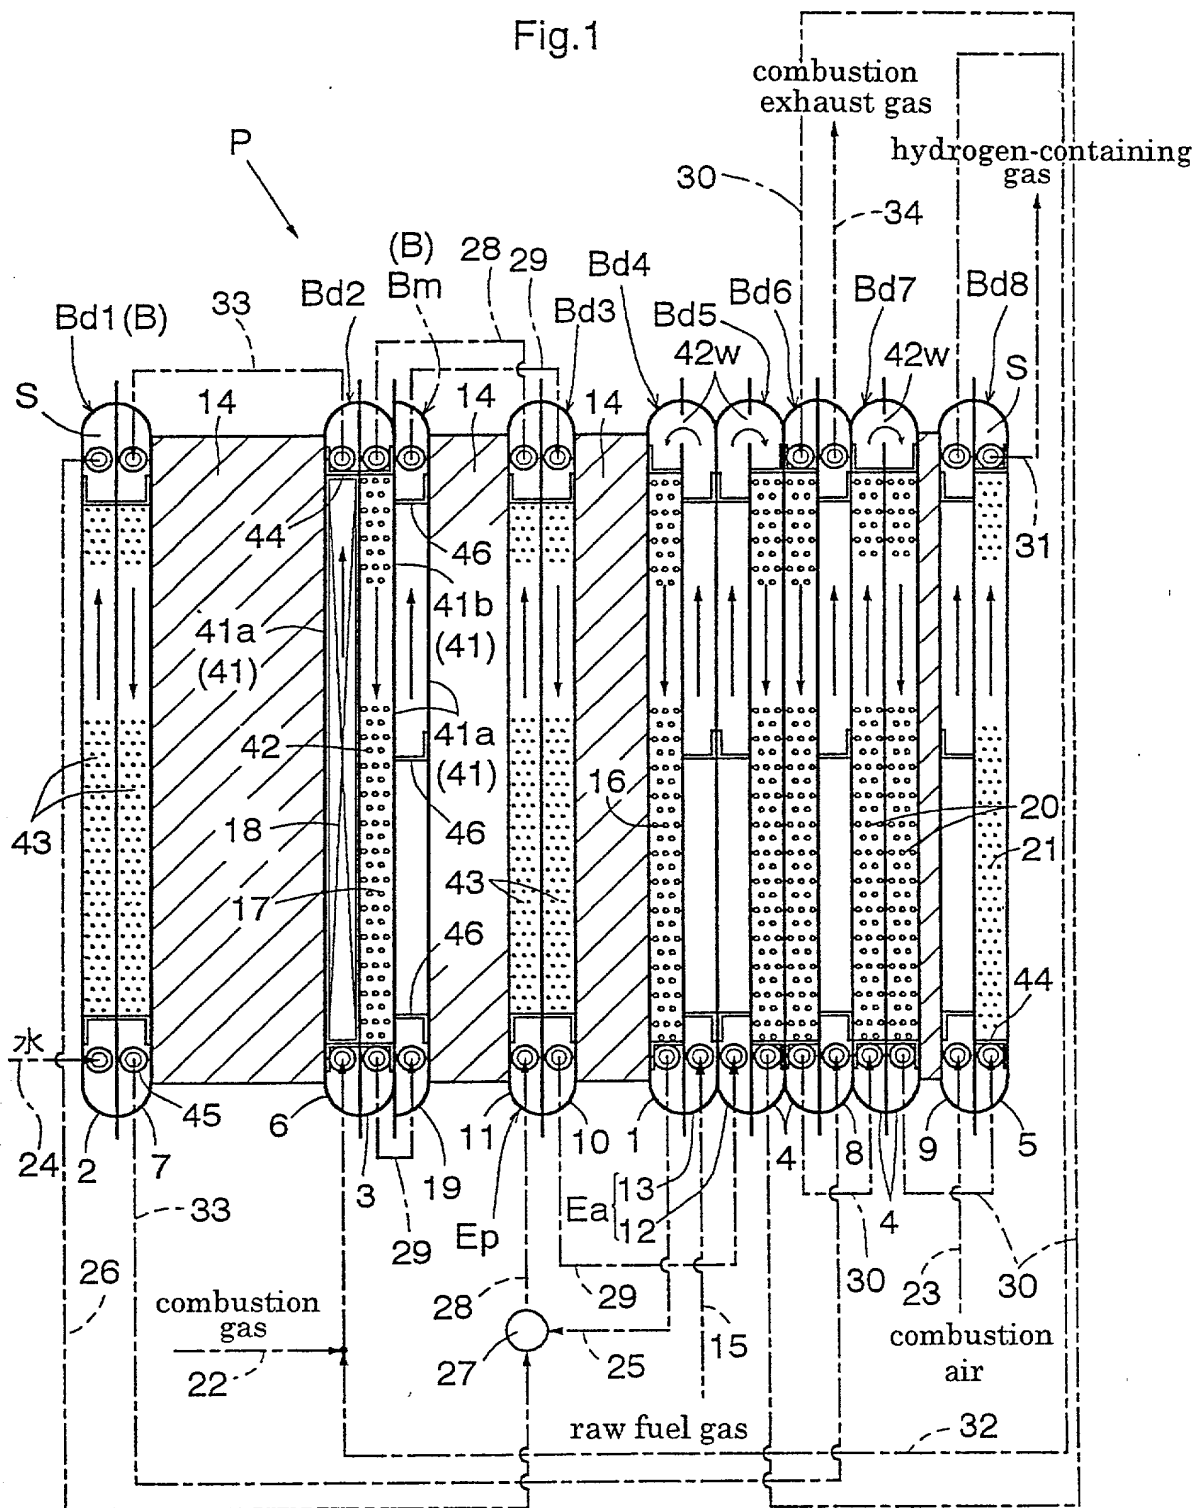 Fig.1
combustion
exhaust gas
hydrogen-containing
gas
P
30
34
(B)
28
29
Bd4
Bd6
Bd7
Bd8
Bd1(B)
33
Bd2
Bm
Bd3
Bd5
42w
42w
S
14
14
14
S
44
46
31
41a
(41)
41b
(41)
42
41a
(41)
16
20
43
18
46
21
17
43
46
44
水
24
2
7
45
6
3
19
11
10
1
4
8
9
5
33
29
Ep
Ea
13
12
4
26
28
29
30
23
30
combustion
gas
22
27
25
15
combustion
air
raw fuel gas
32